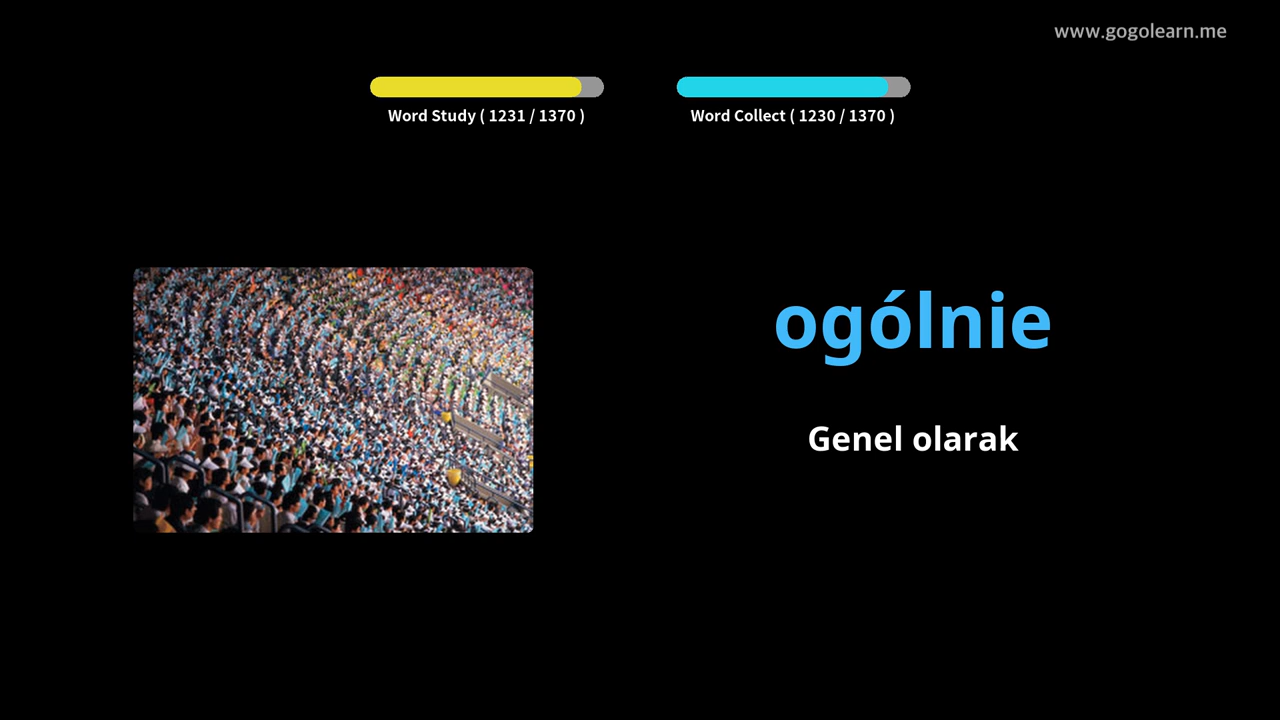 www.gogolearn.me
Word Study ( 1231 / 1370 )
Word Collect ( 1230 / 1370 )
ogólnie
Genel olarak